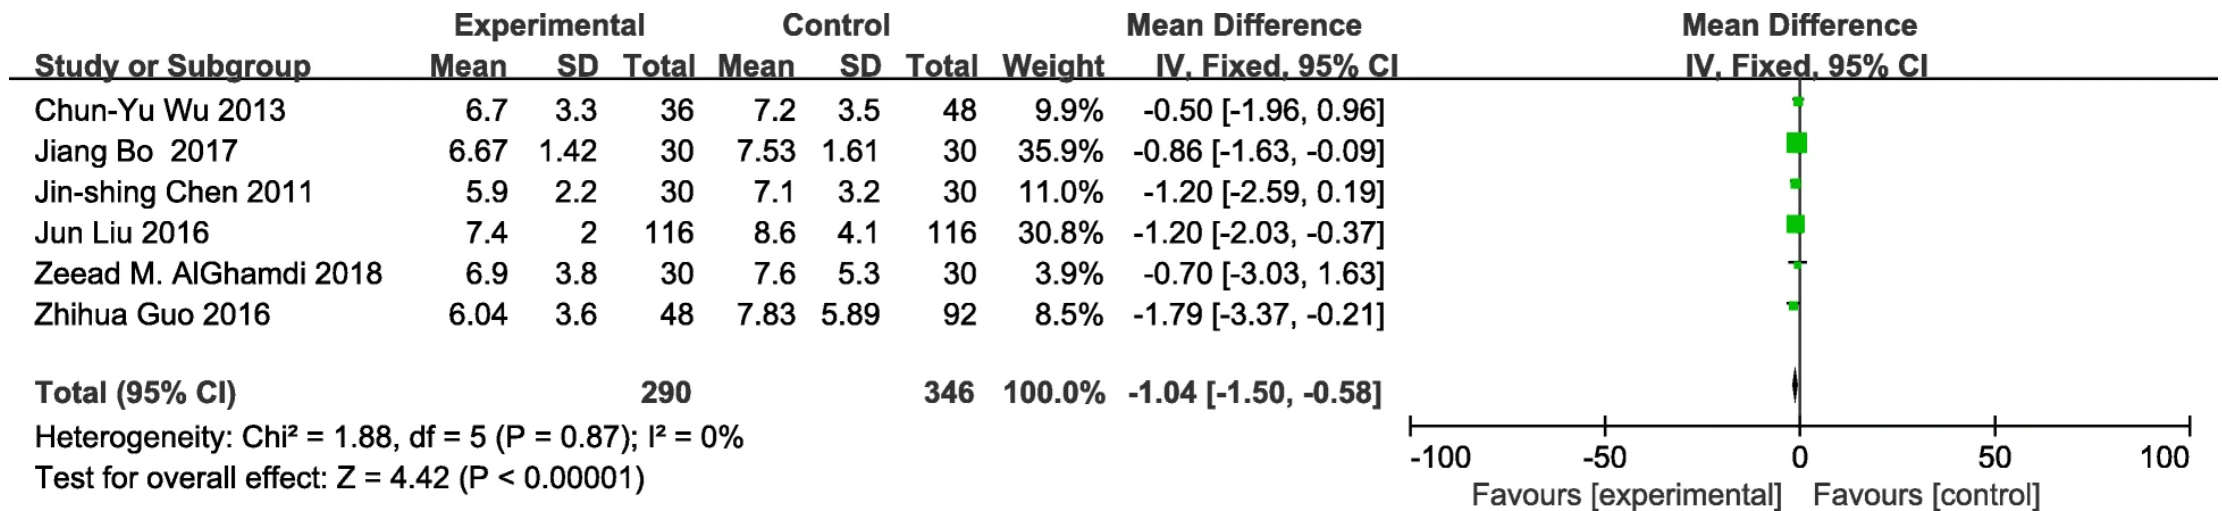 Experimental Control Mean Difference Mean Difference
Study or Subgroup Mean SD Total Mean SD Total Weight IV, Fixed, 95% CI IV, Fixed, 95% CI
Chun-Yu Wu 2013 6.7 3.3 36 7.2 3.5 48 9.9% -0.50 [-1.96, 0.96]
Jiang Bo 2017 6.67 1.42 30 7.53 1.61 30 35.9% -0.86 [-1.63, -0.09]
Jin-shing Chen 2011 5.9 2.2 30 7.1 3.2 30 11.0% -1.20 [-2.59, 0.19]
Jun Liu 2016 7.4 2 116 8.6 4.1 116 30.8% -1.20 [-2.03, -0.37]
Zeead M. AlGhamdi 2018 6.9 3.8 30 7.6 5.3 30 3.9% -0.70 [-3.03, 1.63]
Zhihua Guo 2016 6.04 3.6 48 7.83 5.89 92 8.5% -1.79 [-3.37, -0.21]
Total (95% CI) 290 346 100.0% -1.04 [-1.50, -0.58]
Heterogeneity: Chi² = 1.88, df = 5 (P = 0.87); I² = 0%
Test for overall effect: Z = 4.42 (P < 0.00001)
-100 -50 0 50 100
Favours [experimental] Favours [control]